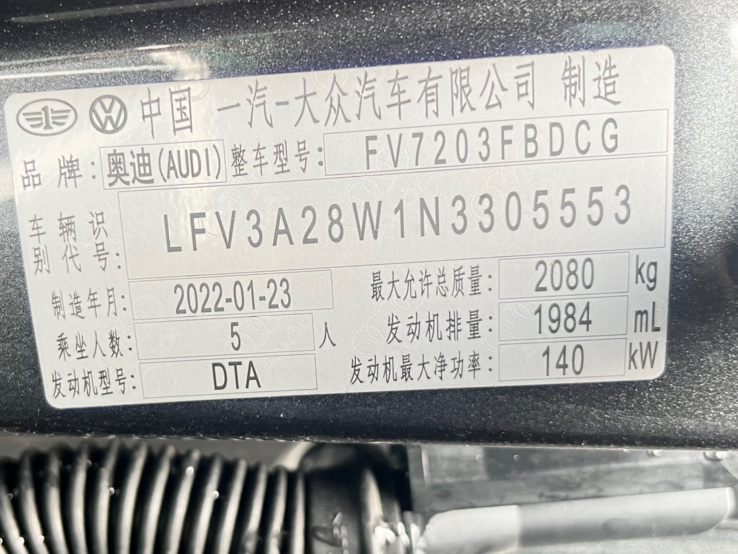 中国 一汽-大众汽车有限公司 制造
品牌: 奥迪(AUDI) 整车型号: FV7203FBDCG
车辆识别代号: LFV3A28W1N3305553
制造年月: 2022-01-23 最大允许总质量: 2080 kg
乘坐人数: 5 人 发动机排量: 1984 mL
发动机型号: DTA 发动机最大净功率: 140 kW